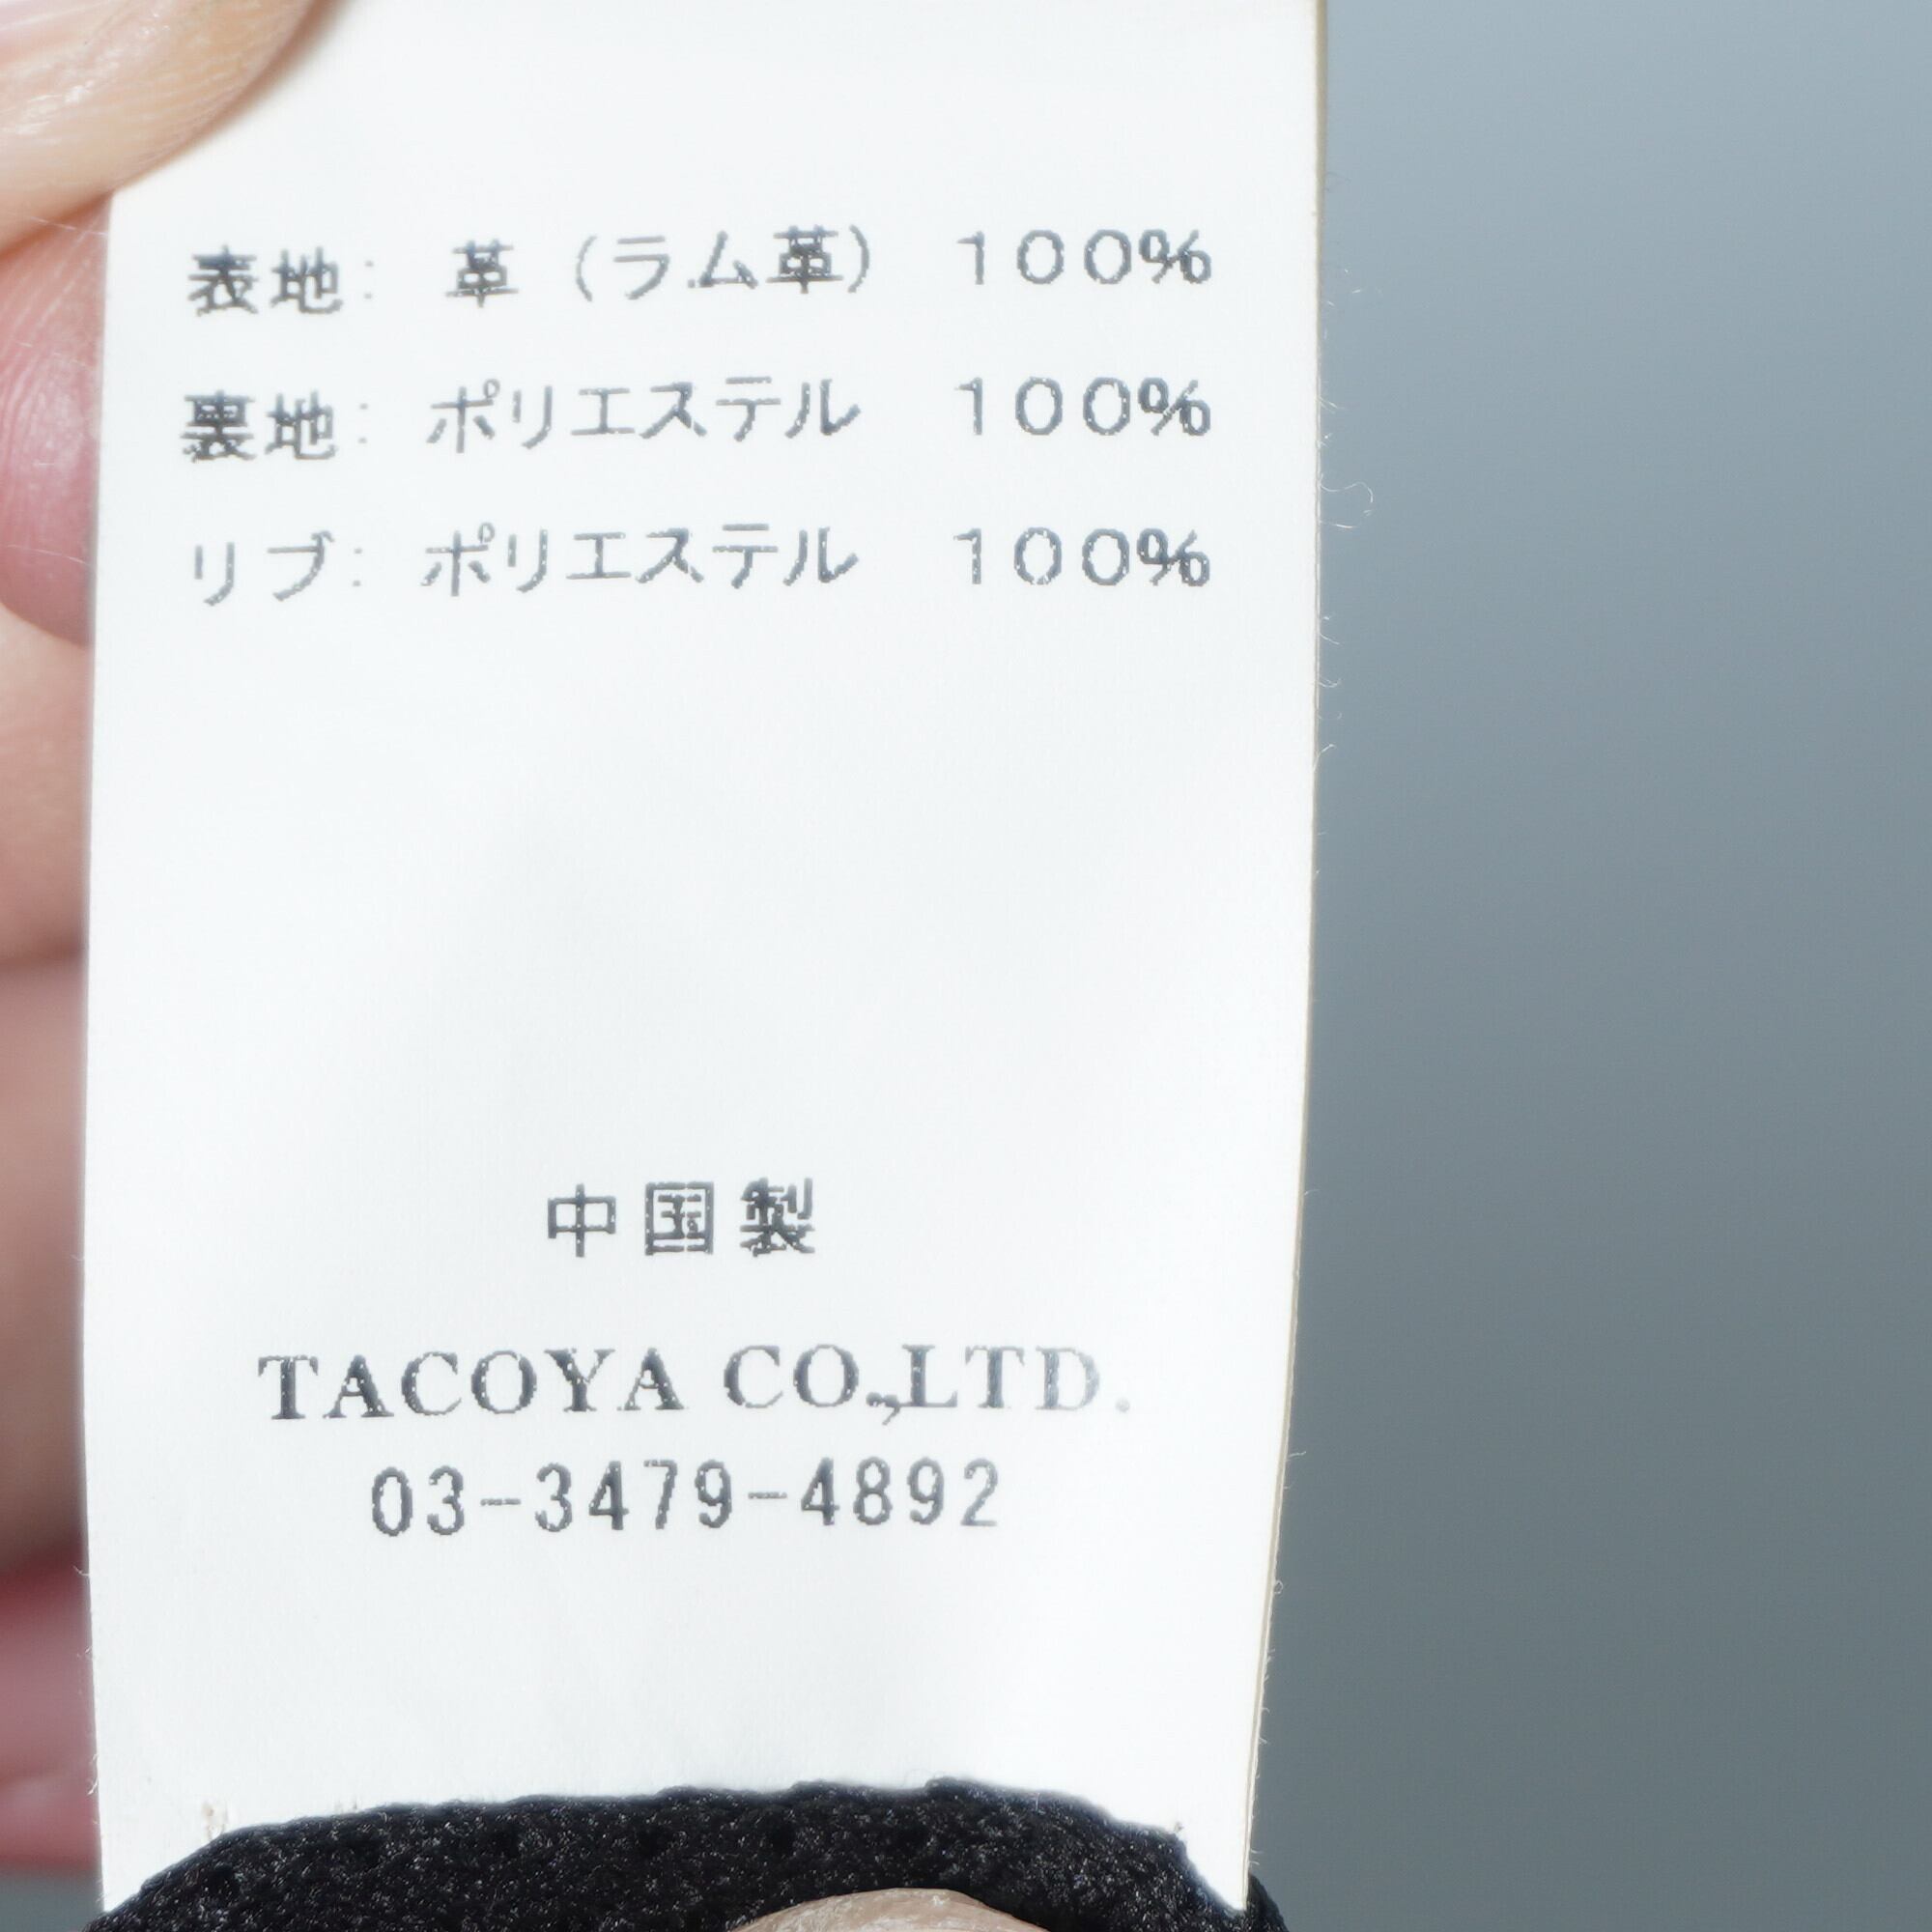 表地: 革（ラム革） 100%
裏地: ポリエステル 100%
リブ: ポリエステル 100%
中国製
TACOYA CO.,LTD.
03-3479-4892